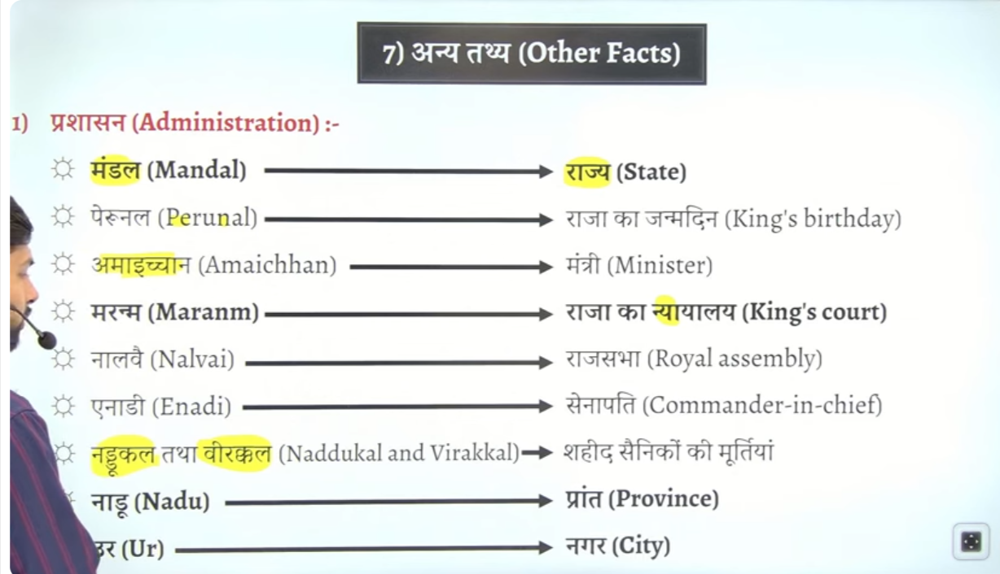 7) अन्य तथ्य (Other Facts)
1) प्रशासन (Administration) :-
मंडल (Mandal) → राज्य (State)
पेरूनल (Perunal) → राजा का जन्मदिन (King's birthday)
अमाइच्चान (Amaichhan) → मंत्री (Minister)
मरन्म (Maranm) → राजा का न्यायालय (King's court)
नालवै (Nalvai) → राजसभा (Royal assembly)
एनाडी (Enadi) → सेनापति (Commander-in-chief)
नड्डूकल तथा वीरक्कल (Naddukal and Virakkal) → शहीद सैनिकों की मूर्तियां
नाडू (Nadu) → प्रांत (Province)
उर (Ur) → नगर (City)